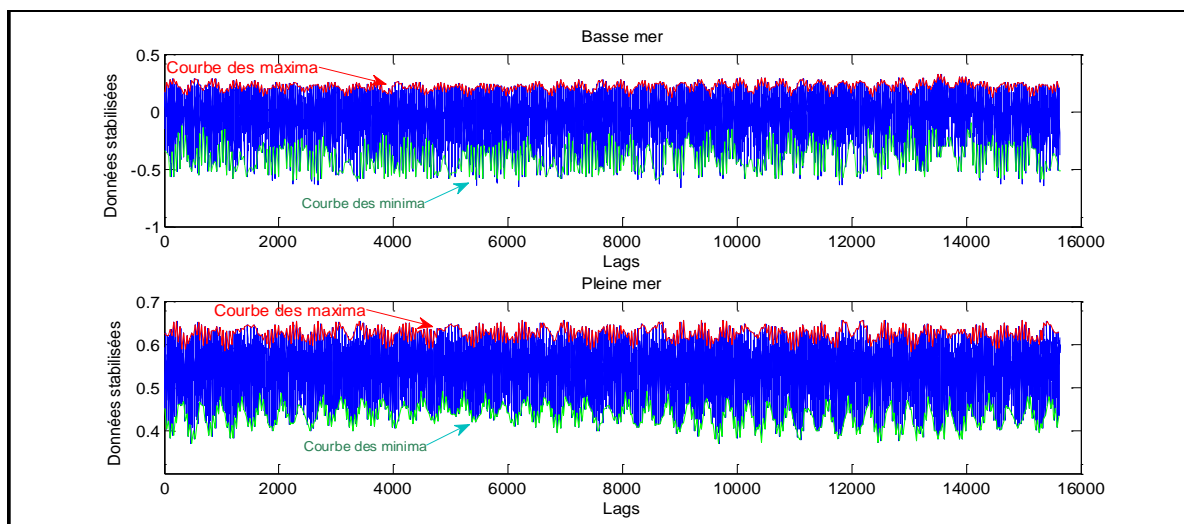 Basse mer
0.5
Courbe des maxima
0
-0.5
Courbe des minima
-1
Données stabilisées
0 2000 4000 6000 8000 10000 12000 14000 16000
Lags
Pleine mer
0.7
Courbe des maxima
0.6
0.5
0.4
Courbe des minima
Données stabilisées
0 2000 4000 6000 8000 10000 12000 14000 16000
Lags